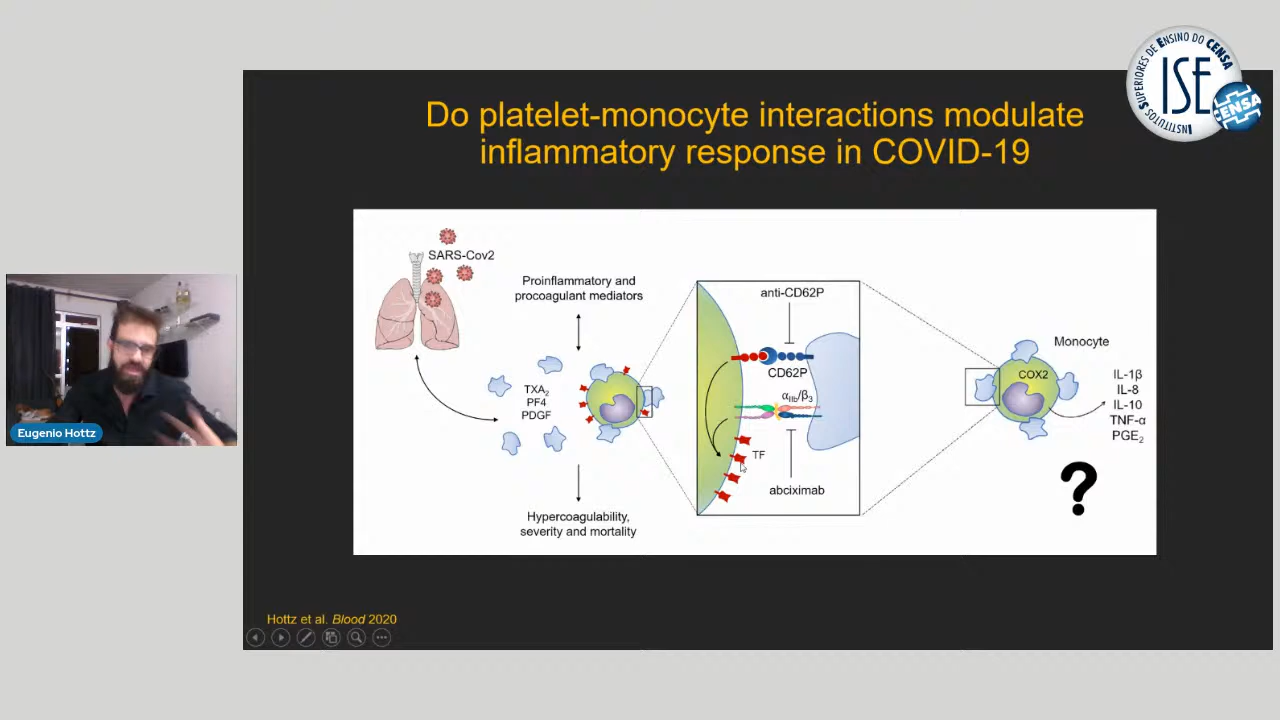 INSTITUTOS SUPERIORES DE ENSINO DO CENSA
ISE
CENSA
Do platelet-monocyte interactions modulate
inflammatory response in COVID-19
SARS-Cov2
Proinflammatory and
procoagulant mediators
TXA₂
PF4
PDGF
Hypercoagulability,
severity and mortality
anti-CD62P
CD62P
αIIb/β₃
TF
abciximab
Monocyte
COX2
IL-1β
IL-8
IL-10
TNF-α
PGE₂
?
Eugenio Hottz
Hottz et al. Blood 2020